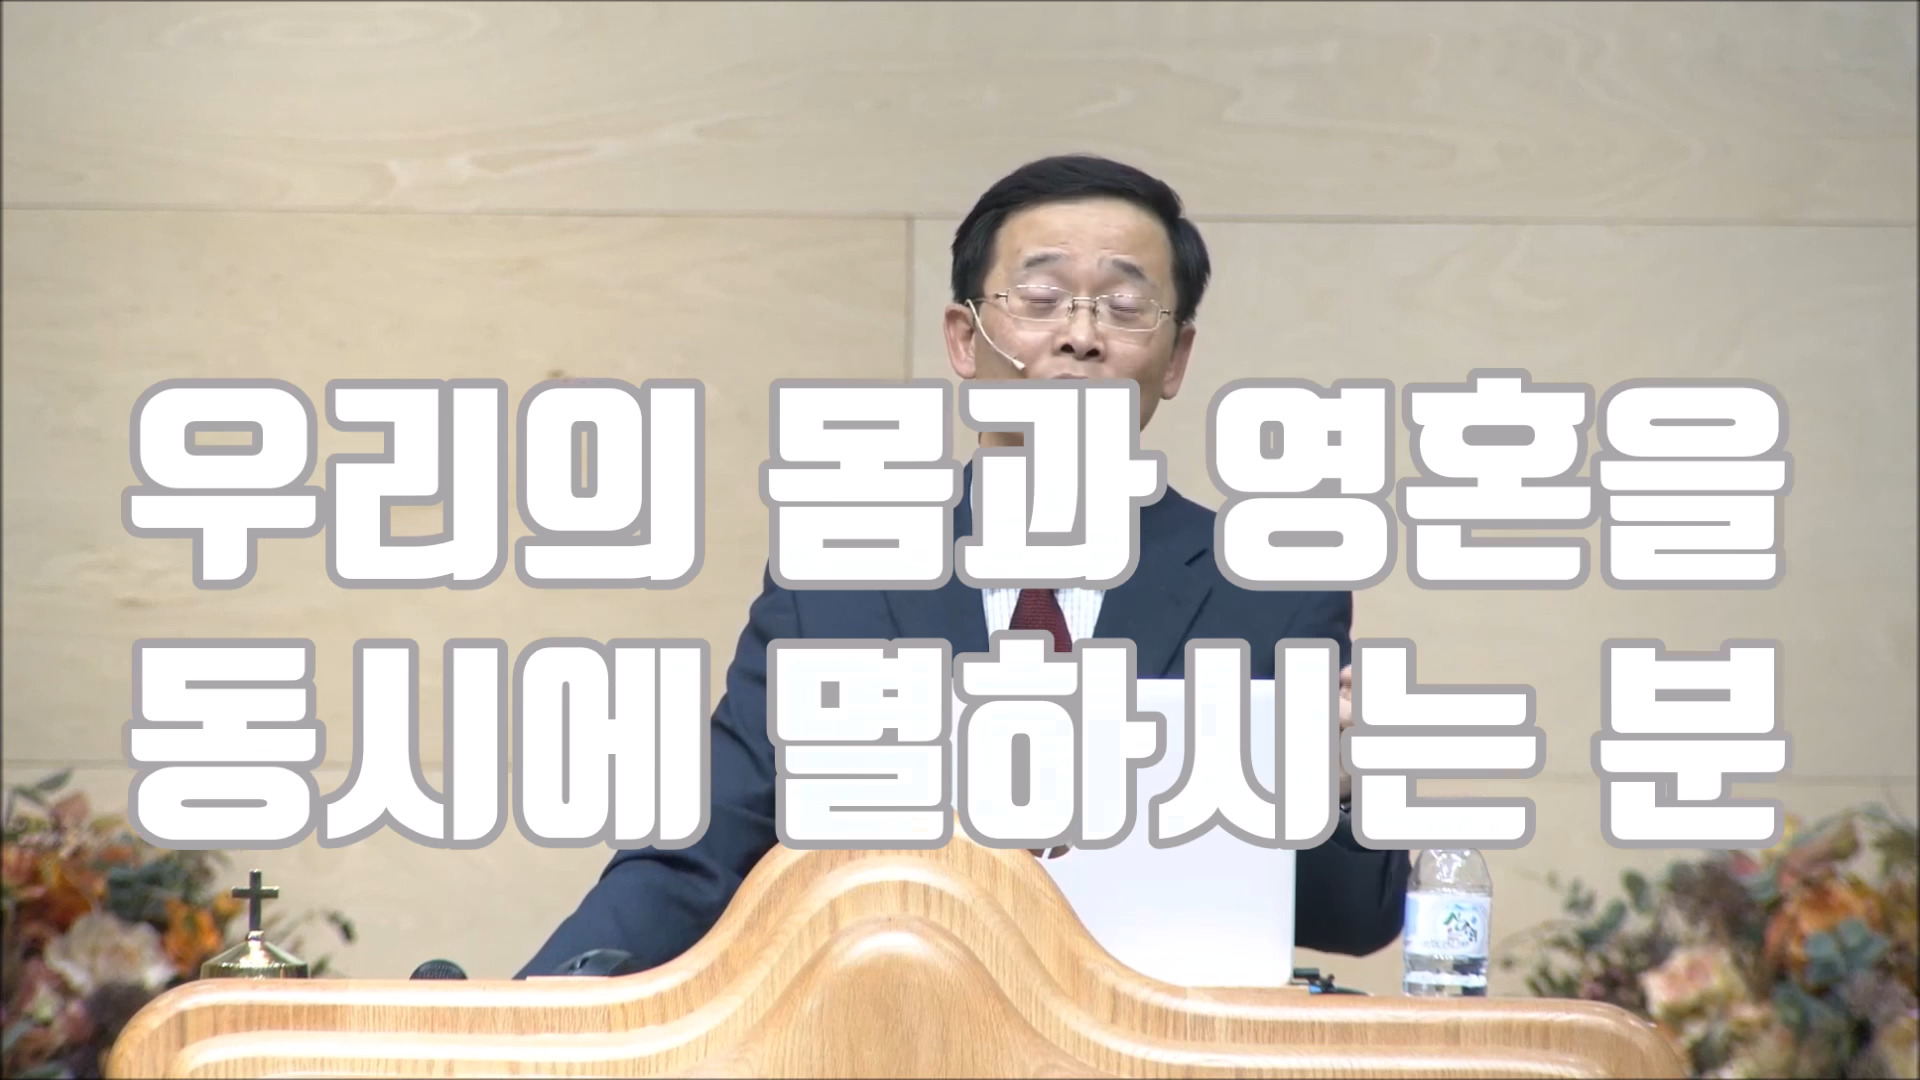 우리의 몸과 영혼을
동시에 멸하시는 분